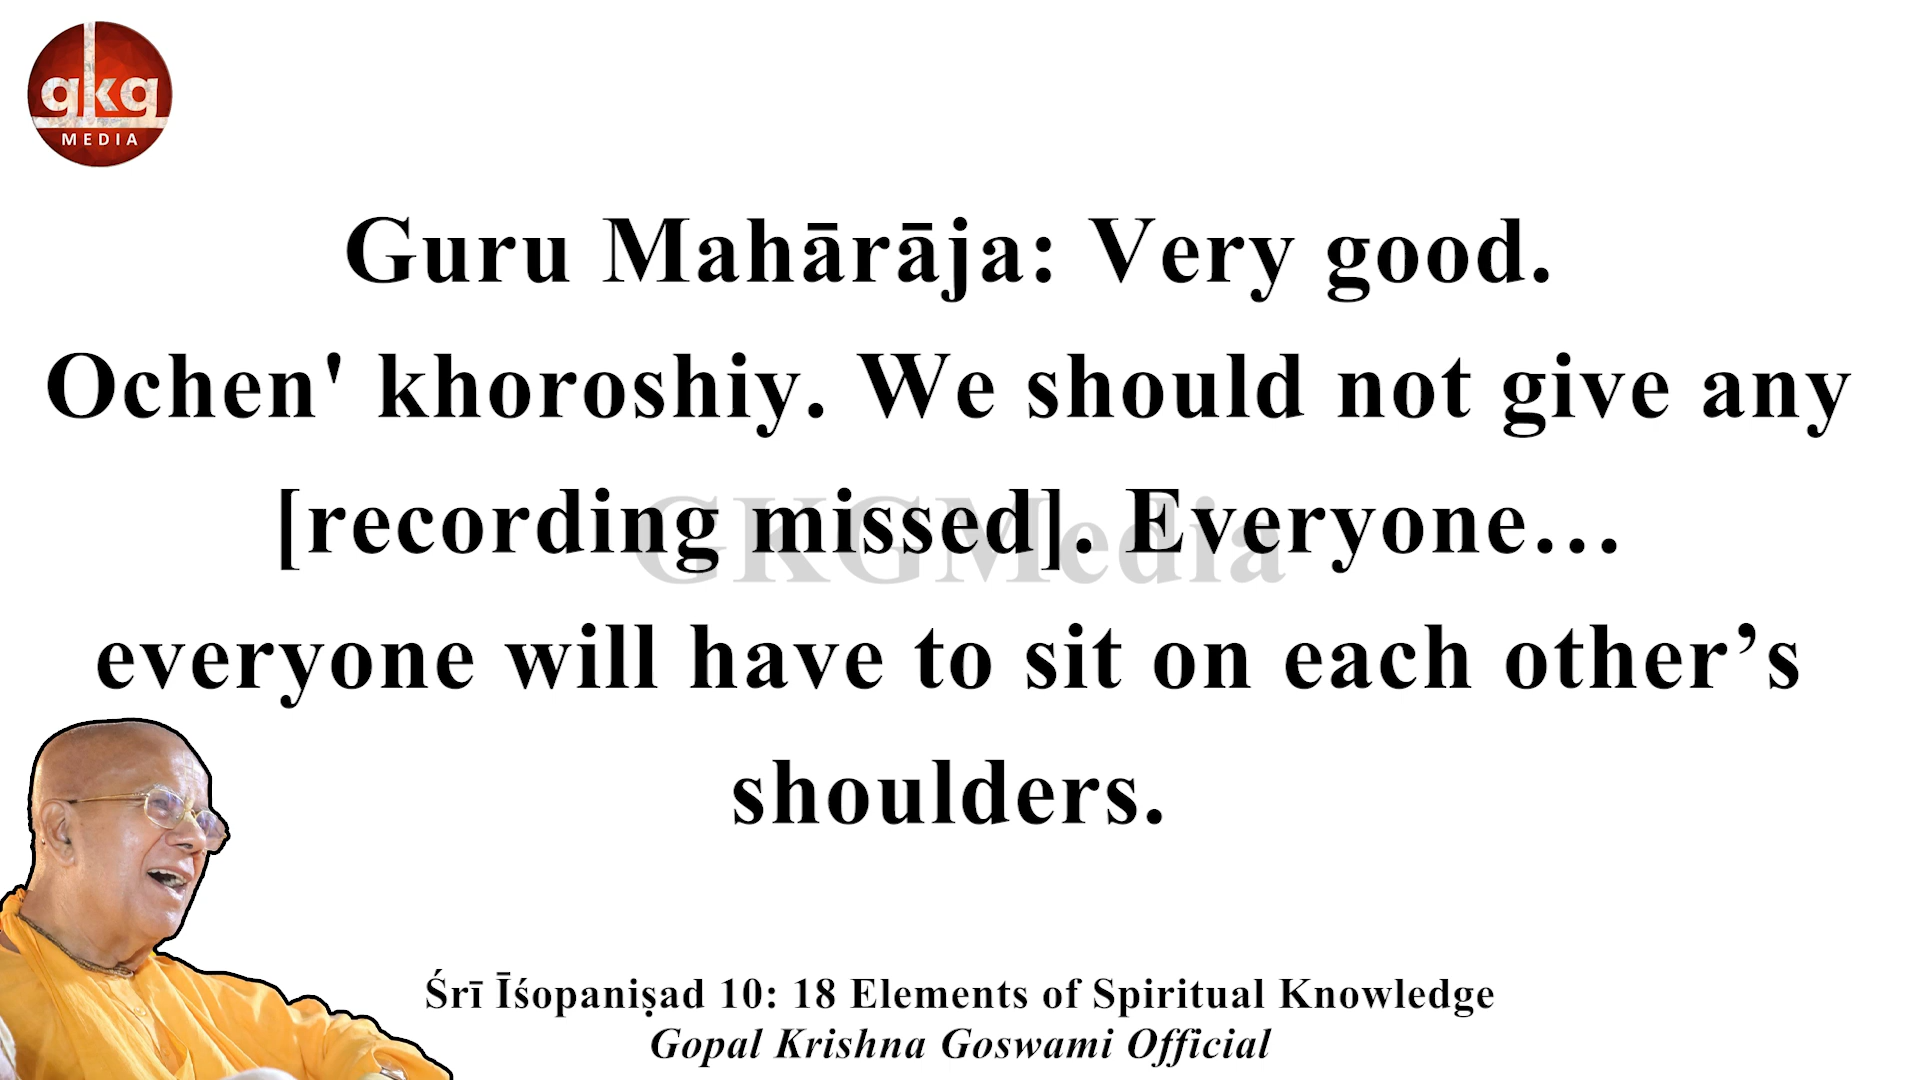 gkg
MEDIA
Guru Mahārāja: Very good.
Ochen' khoroshiy. We should not give any
[recording missed]. Everyone…
everyone will have to sit on each other’s
shoulders.
GKGMedia
Śrī Īśopaniṣad 10: 18 Elements of Spiritual Knowledge
Gopal Krishna Goswami Official